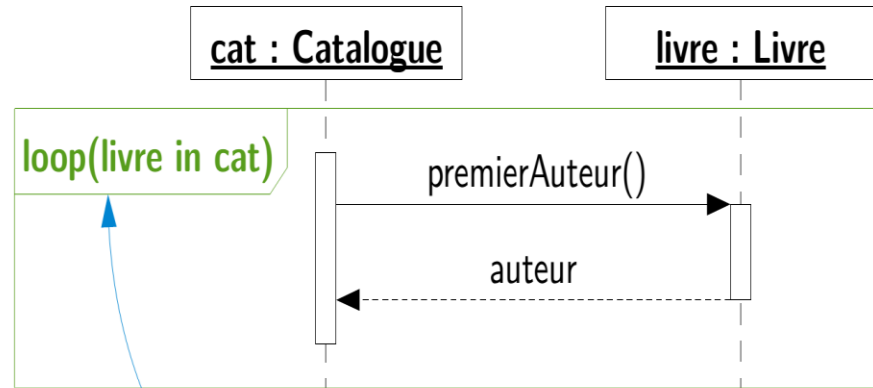 cat : Catalogue
livre : Livre
loop(livre in cat)
premierAuteur()
auteur